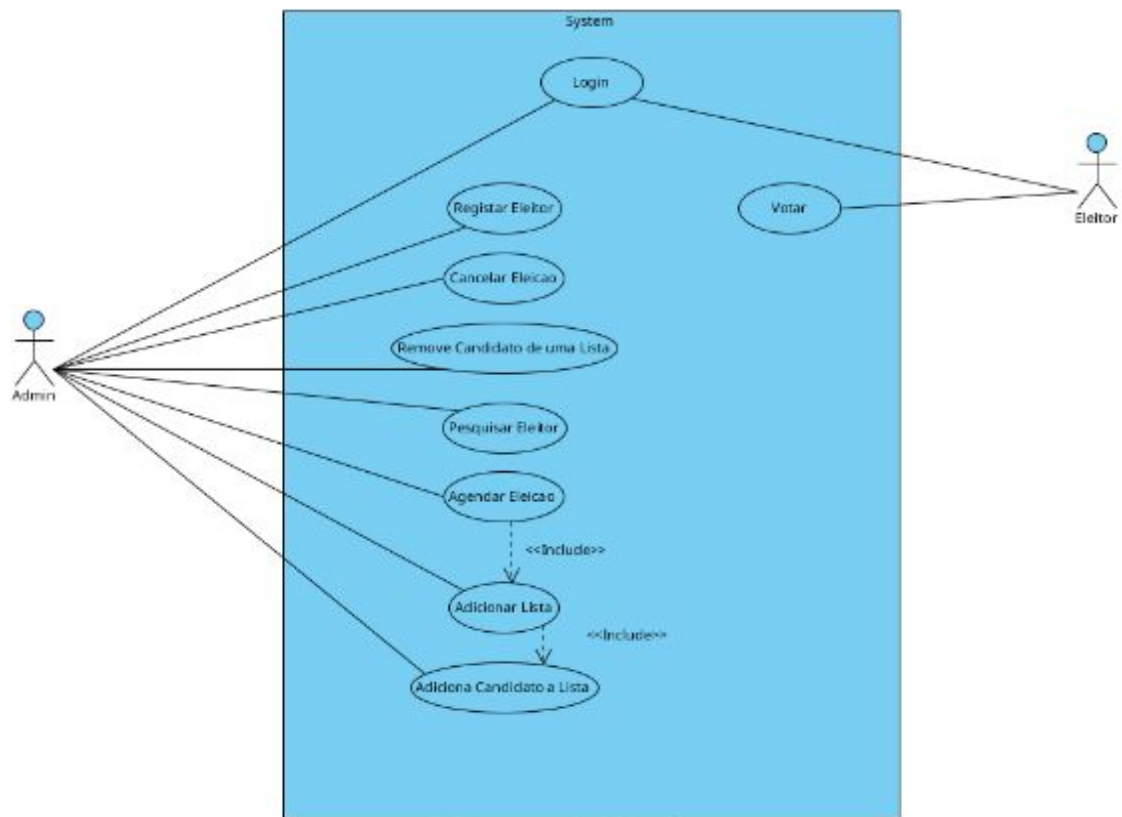 System
Login
Registar Eleitor
Votar
Eleitor
Cancelar Eleicao
Remove Candidato de uma Lista
Admin
Pesquisar Eleitor
Agendar Eleicao
<<Include>>
Adicionar Lista
<<Include>>
Adiciona Candidato a Lista